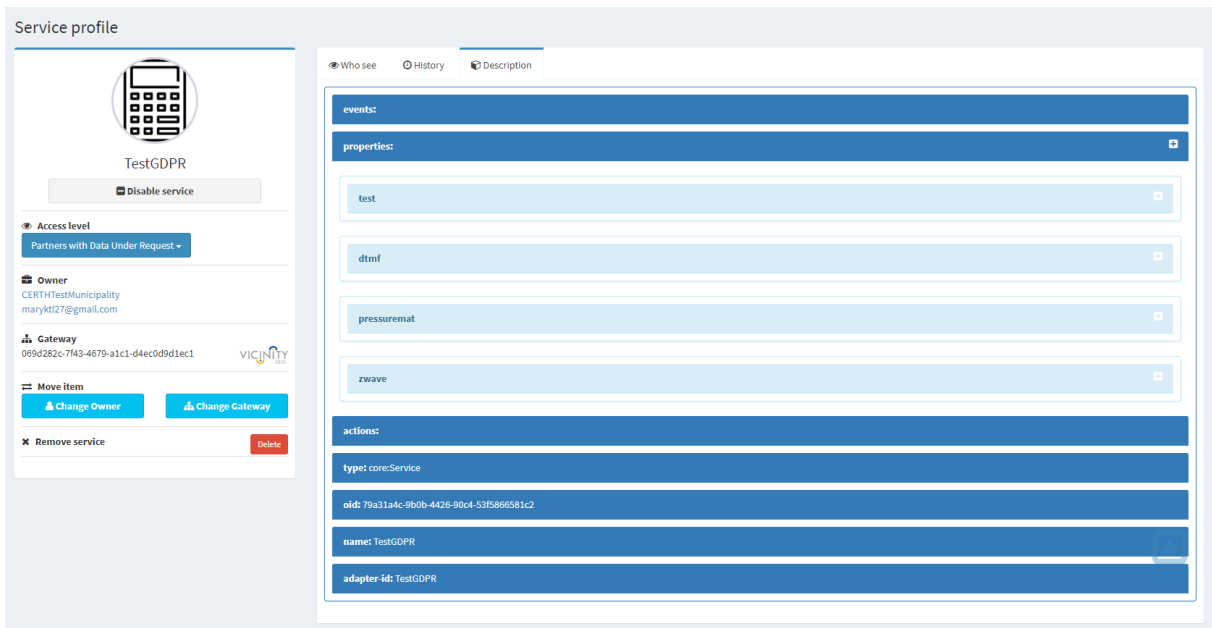 Service profile
TestGDPR
Disable service
Access level
Partners with Data Under Request
Owner
CERTHTestMunicipality
maryktl27@gmail.com
Gateway
069d282c-7f43-4679-a1c1-d4ec0d9d1ec1
VICINITY
Move item
Change Owner
Change Gateway
Remove service
Delete
Who see
History
Description
events:
properties:
test
dtmf
pressuremat
zwave
actions:
type: core:Service
oid: 79a31a4c-9b0b-4426-90c4-53f5866581c2
name: TestGDPR
adapter-id: TestGDPR